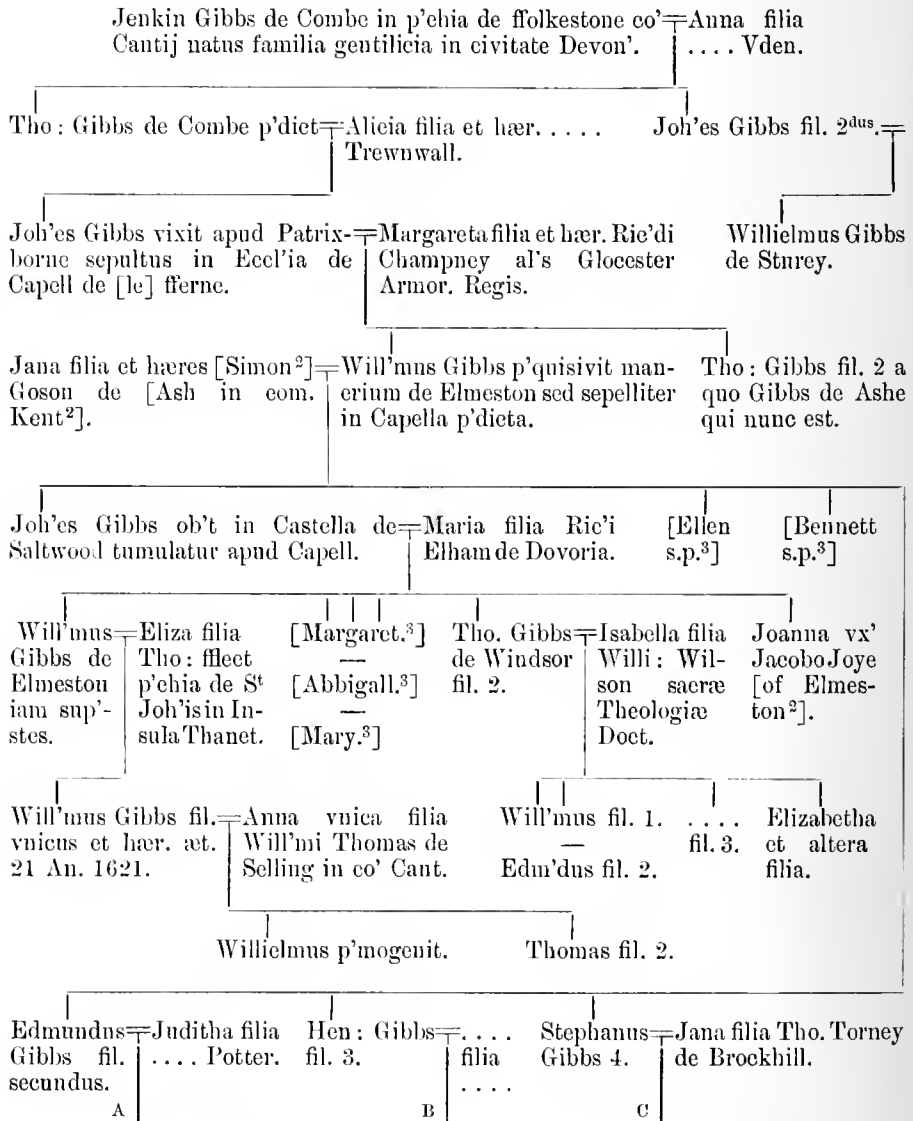 Jenkin Gibbs de Combe in p'chia de ffolkestone co'
Cantij natus familia gentilicia in civitate Devon'.
Anna filia
. . . . Vden.
Tho: Gibbs de Combe p'dict
Alicia filia et hær. . . . . .
Trewnwall.
Joh'es Gibbs fil. 2dus.
Joh'es Gibbs vixit apud Patrix-
borne sepultus in Eccl'ia de
Capell de [le] fferne.
Margareta filia et hær. Ric'di
Champney al's Glocester
Armor. Regis.
Willielmus Gibbs
de Sturey.
Jana filia et hæres [Simon²]
Goson de [Ash in com.
Kent²].
Will'mus Gibbs p'quisivit man-
erium de Elmeston sed sepelliter
in Capella p'dicta.
Tho: Gibbs fil. 2 a
quo Gibbs de Ashe
qui nunc est.
Joh'es Gibbs ob't in Castella de
Saltwood tumulatur apud Capell.
Maria filia Ric'i
Elham de Dovoria.
[Ellen
s.p.³]
[Bennett
s.p.³]
Will'mus
Gibbs de
Elmeston
iam sup'-
stes.
Eliza filia
Tho: ffleet
p'chia de St
Joh'is in In-
sula Thanet.
[Margaret.³]
—
[Abbigall.³]
—
[Mary.³]
Tho. Gibbs
de Windsor
fil. 2.
Isabella filia
Willi: Wil-
son sacræ
Theologiæ
Doct.
Joanna vx'
Jacobo Joye
[of Elmes-
ton²].
Will'mus Gibbs fil.
vnicus et hær. æt.
21 An. 1621.
Anna vnica filia
Will'mi Thomas de
Selling in co' Cant.
Will'mus fil. 1.
—
Edm'dus fil. 2.
. . . .
fil. 3.
Elizabetha
et altera
filia.
Willielmus p'mogenit.
Thomas fil. 2.
Edmundus
Gibbs fil.
secundus.
Juditha filia
. . . . Potter.
Hen: Gibbs
fil. 3.
. . . .
filia
. . . .
Stephanus
Gibbs 4.
Jana filia Tho. Torney
de Brockhill.
A
B
C